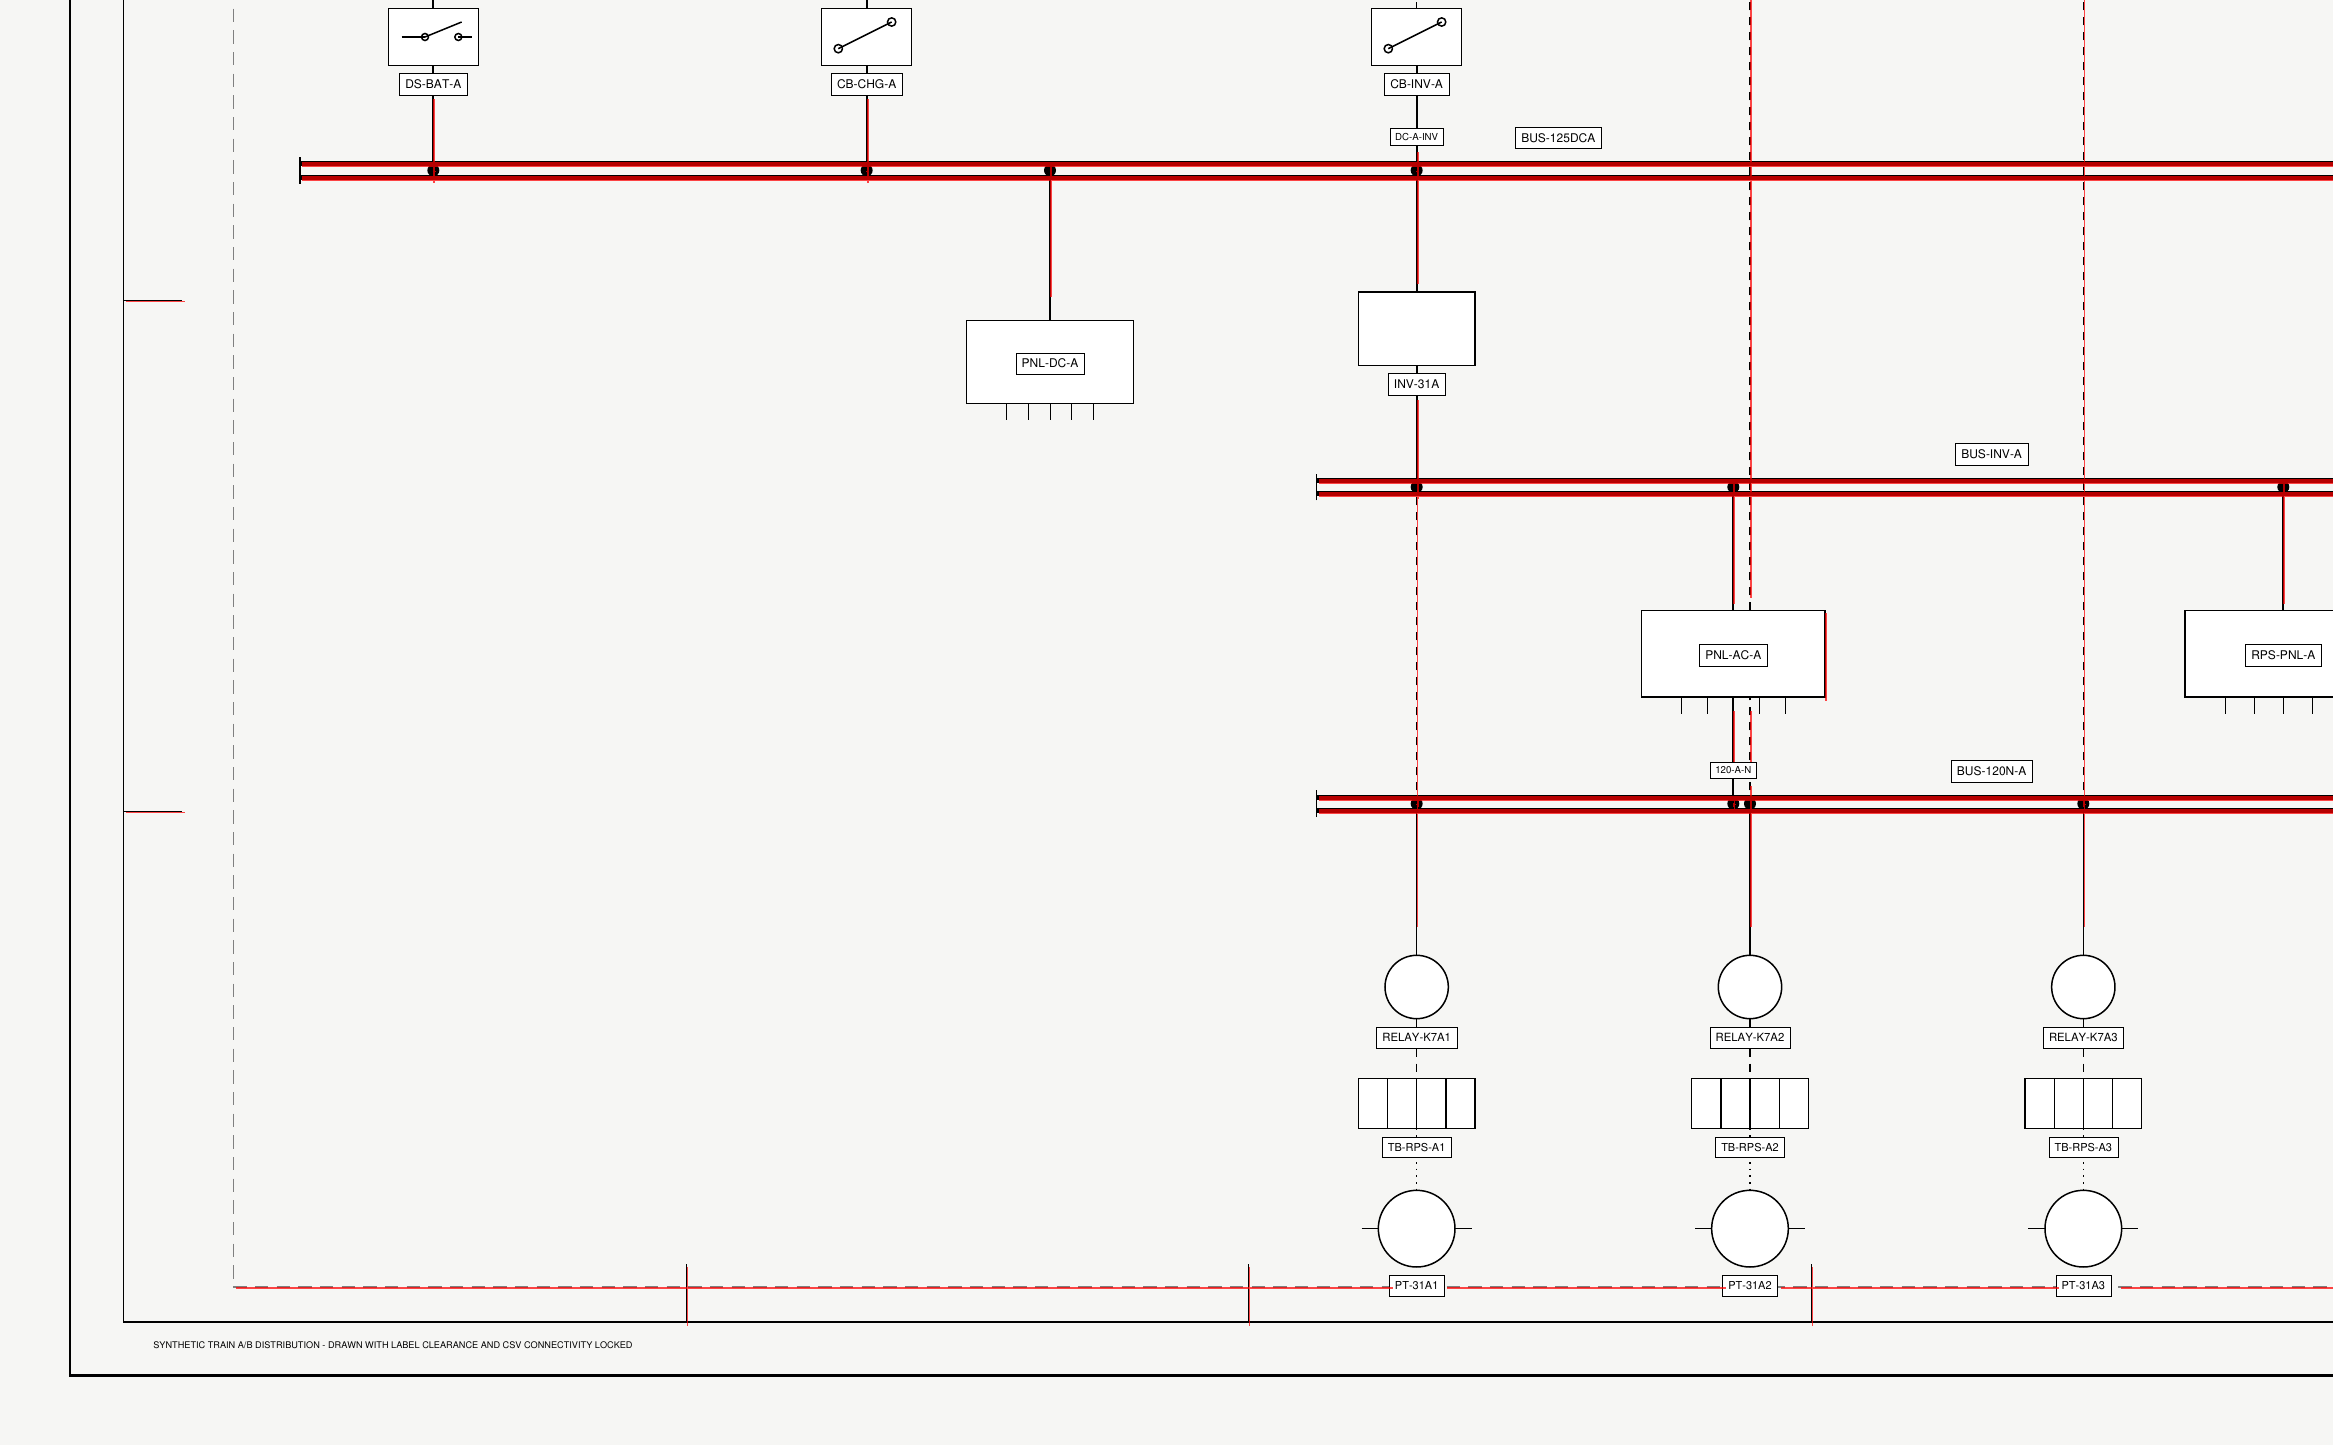 DS-BAT-A
CB-CHG-A
CB-INV-A
DC-A-INV
BUS-125DCA
PNL-DC-A
INV-31A
BUS-INV-A
PNL-AC-A
RPS-PNL-A
120-A-N
BUS-120N-A
RELAY-K7A1
RELAY-K7A2
RELAY-K7A3
TB-RPS-A1
TB-RPS-A2
TB-RPS-A3
PT-31A1
PT-31A2
PT-31A3
SYNTHETIC TRAIN A/B DISTRIBUTION - DRAWN WITH LABEL CLEARANCE AND CSV CONNECTIVITY LOCKED